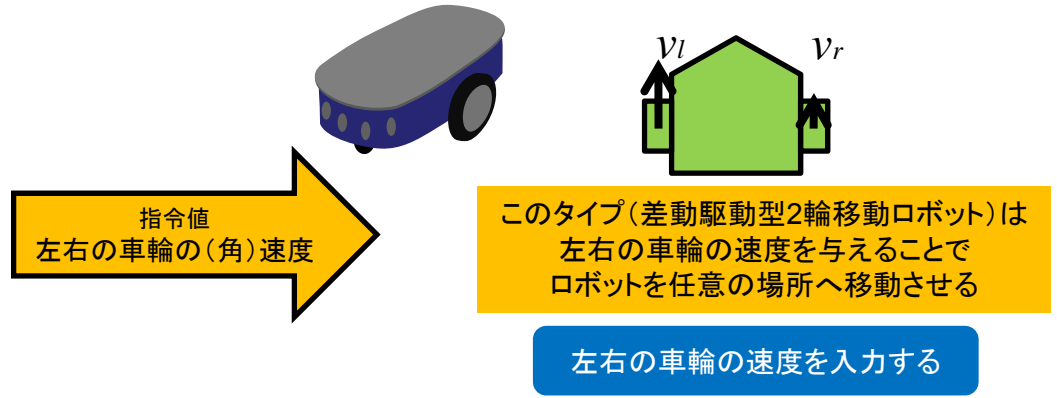 vl
vr
指令値
左右の車輪の(角)速度
このタイプ(差動駆動型2輪移動ロボット)は
左右の車輪の速度を与えることで
ロボットを任意の場所へ移動させる
左右の車輪の速度を入力する